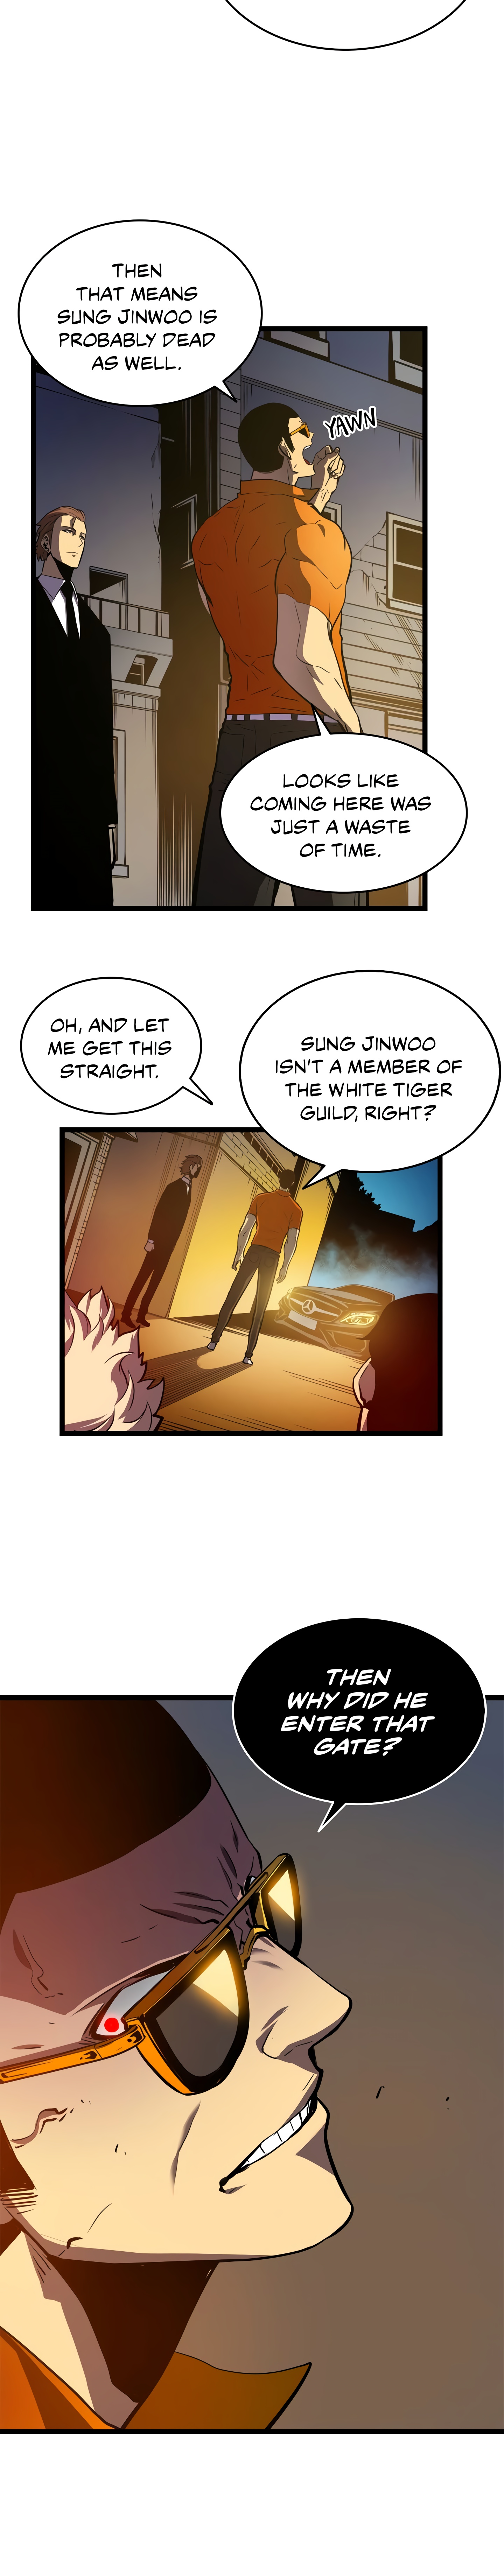 THEN
THAT MEANS
SUNG JINWOO IS
PROBABLY DEAD
AS WELL.
YAWN
LOOKS LIKE
COMING HERE WAS
JUST A WASTE
OF TIME.
OH, AND LET
ME GET THIS
STRAIGHT.
SUNG JINWOO
ISN'T A MEMBER OF
THE WHITE TIGER
GUILD, RIGHT?
THEN
WHY DID HE
ENTER THAT
GATE?